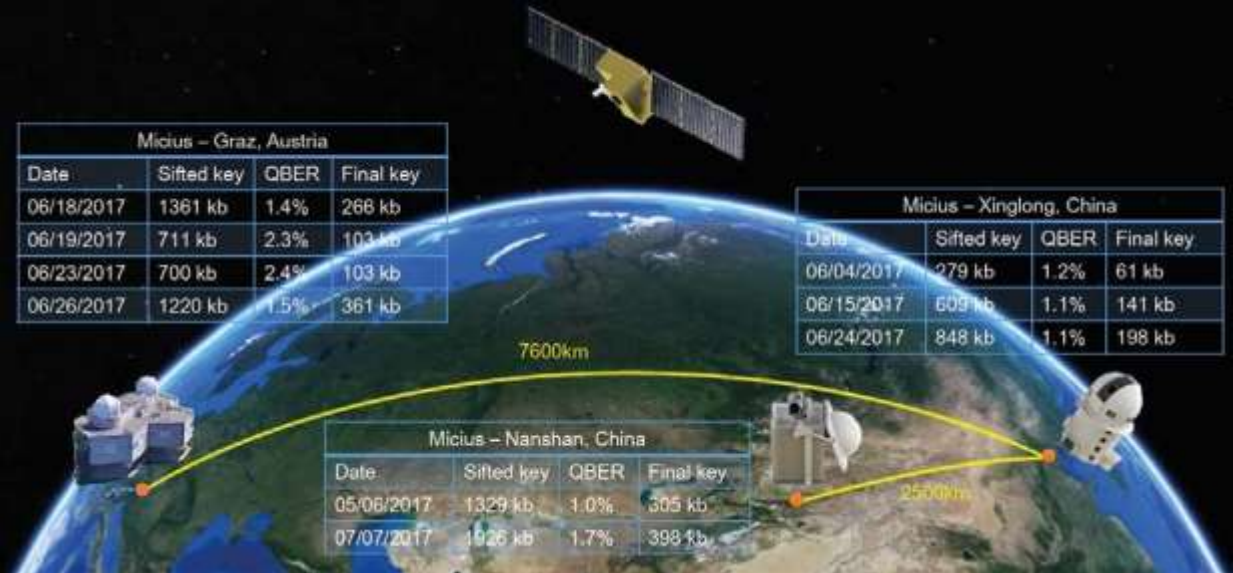 Micius – Graz, Austria
Date Sifted key QBER Final key
06/18/2017 1361 kb 1.4% 266 kb
06/19/2017 711 kb 2.3% 103 kb
06/23/2017 700 kb 2.4% 103 kb
06/26/2017 1220 kb 1.5% 361 kb
Micius – Xinglong, China
Date Sifted key QBER Final key
06/04/2017 279 kb 1.2% 61 kb
06/15/2017 609 kb 1.1% 141 kb
06/24/2017 848 kb 1.1% 198 kb
7600km
Micius – Nanshan, China
Date Sifted key QBER Final key
05/06/2017 1329 kb 1.0% 305 kb
07/07/2017 1926 kb 1.7% 398 kb
2500km